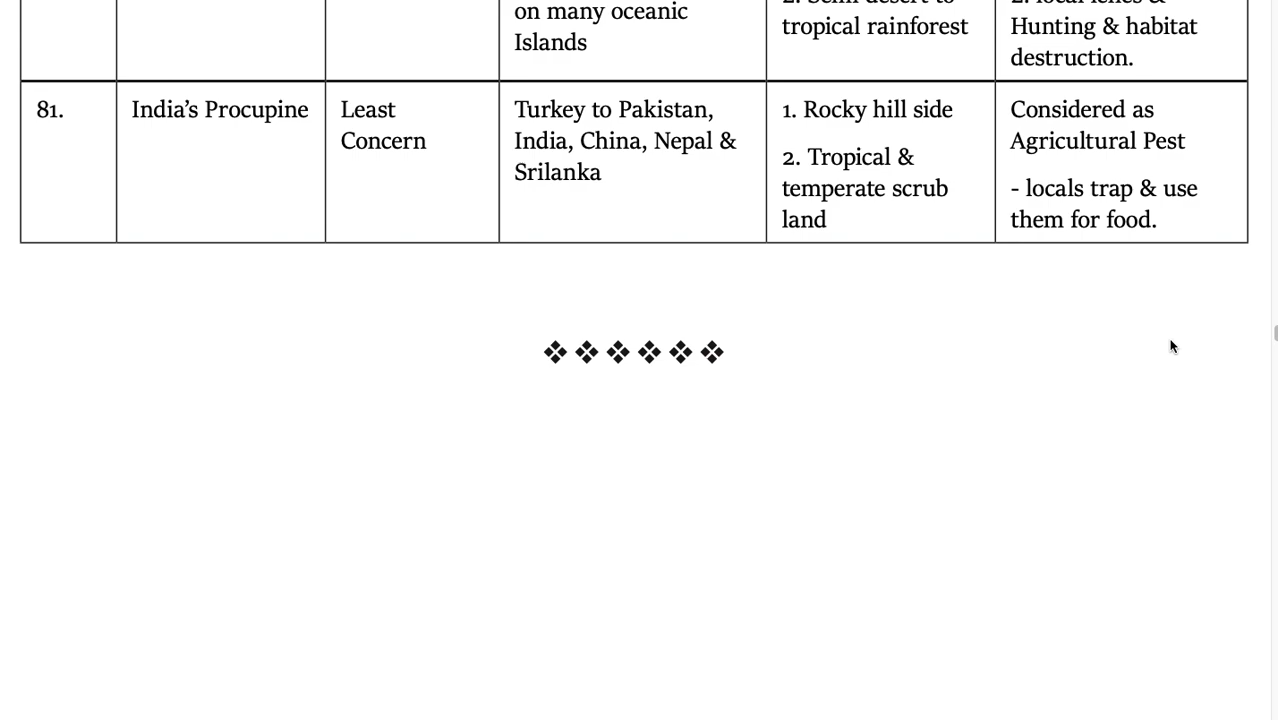 on many oceanic
Islands
tropical rainforest
Hunting & habitat
destruction.
81.
India's Procupine
Least
Concern
Turkey to Pakistan,
India, China, Nepal &
Srilanka
1. Rocky hill side
2. Tropical &
temperate scrub
land
Considered as
Agricultural Pest
- locals trap & use
them for food.